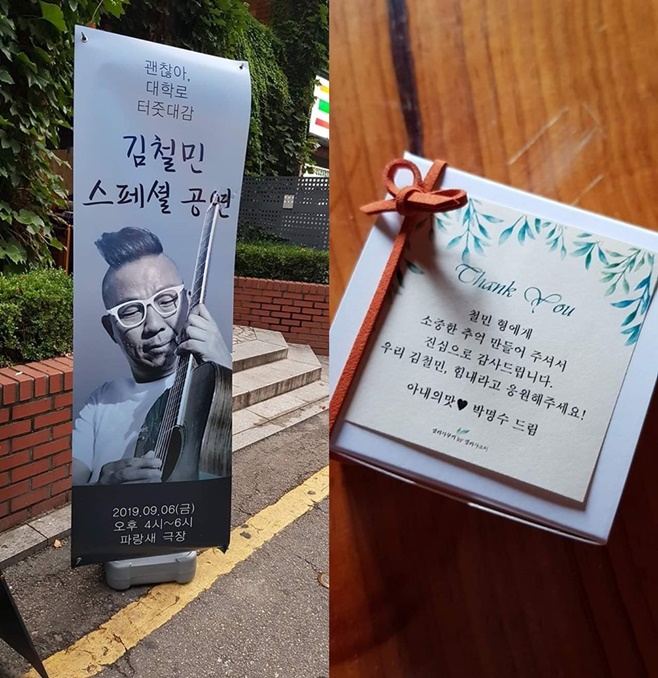 괜찮아,
대학로
터줏대감
김철민
스페셜 공연
2019.09.06(금)
오후 4시~6시
파랑새 극장
Thank You
철민 형에게
소중한 추억 만들어 주셔서
진심으로 감사드립니다.
우리 김철민, 힘내라고 응원해주세요!
아내의맛♥ 박명수 드림
by